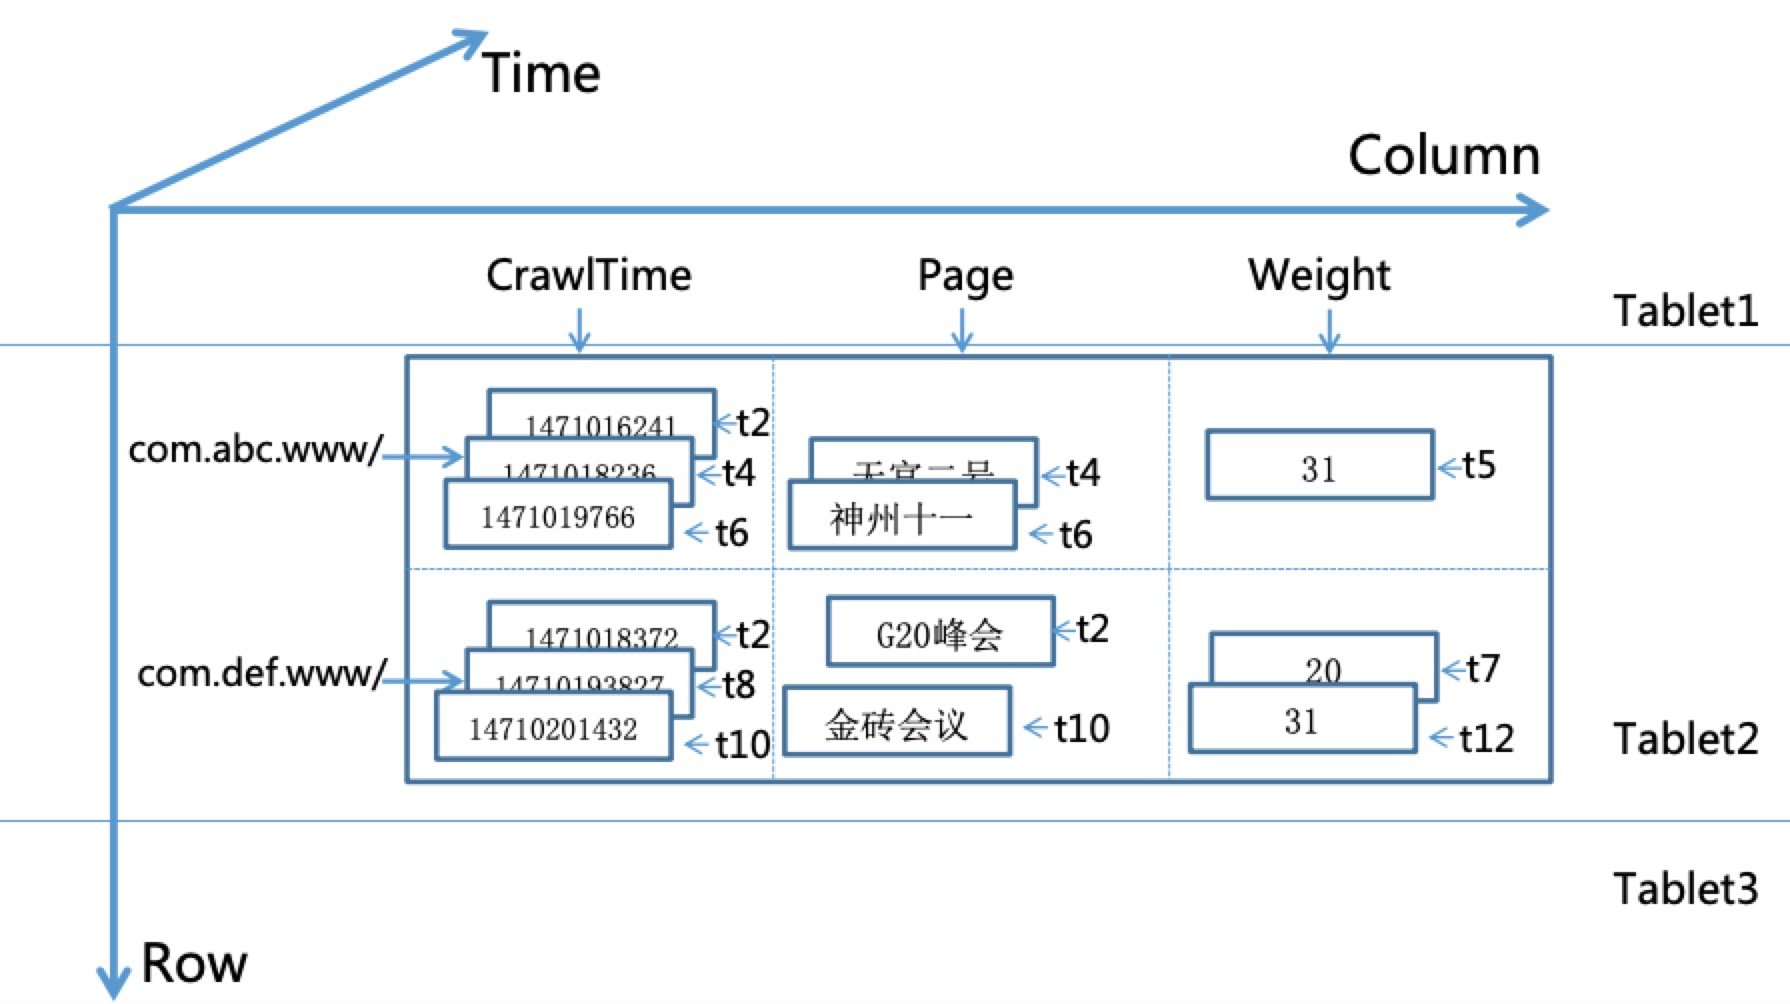 Time
Column
CrawlTime Page Weight
Tablet1
com.abc.www/
1471016241 t2
1471018236 t4
1471019766 t6
天宫二号 t4
神州十一 t6
31 t5
com.def.www/
1471018372 t2
14710193827 t8
14710201432 t10
G20峰会 t2
金砖会议 t10
20 t7
31 t12
Tablet2
Tablet3
Row